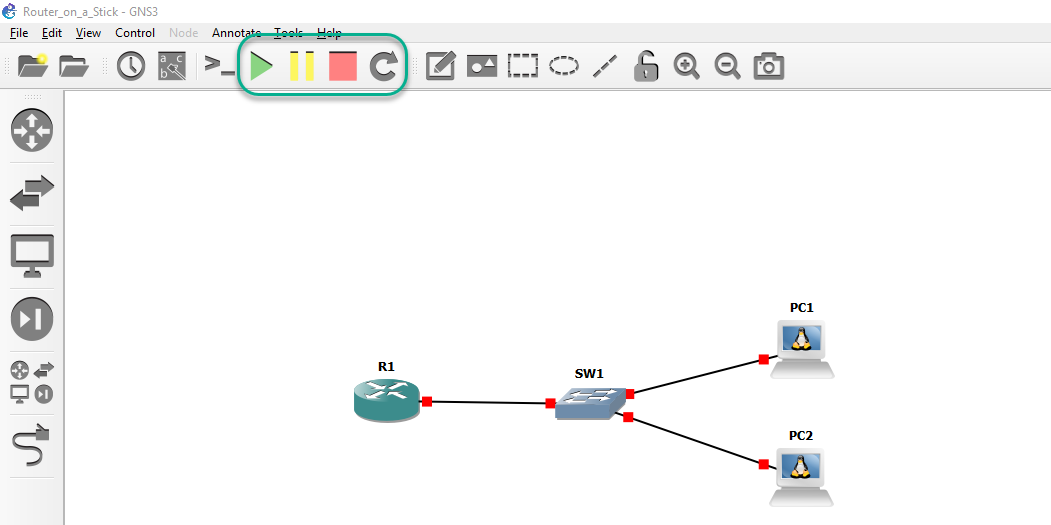 Router_on_a_Stick - GNS3
File Edit View Control Node Annotate Tools Help
a c
b
PC1
R1
SW1
PC2